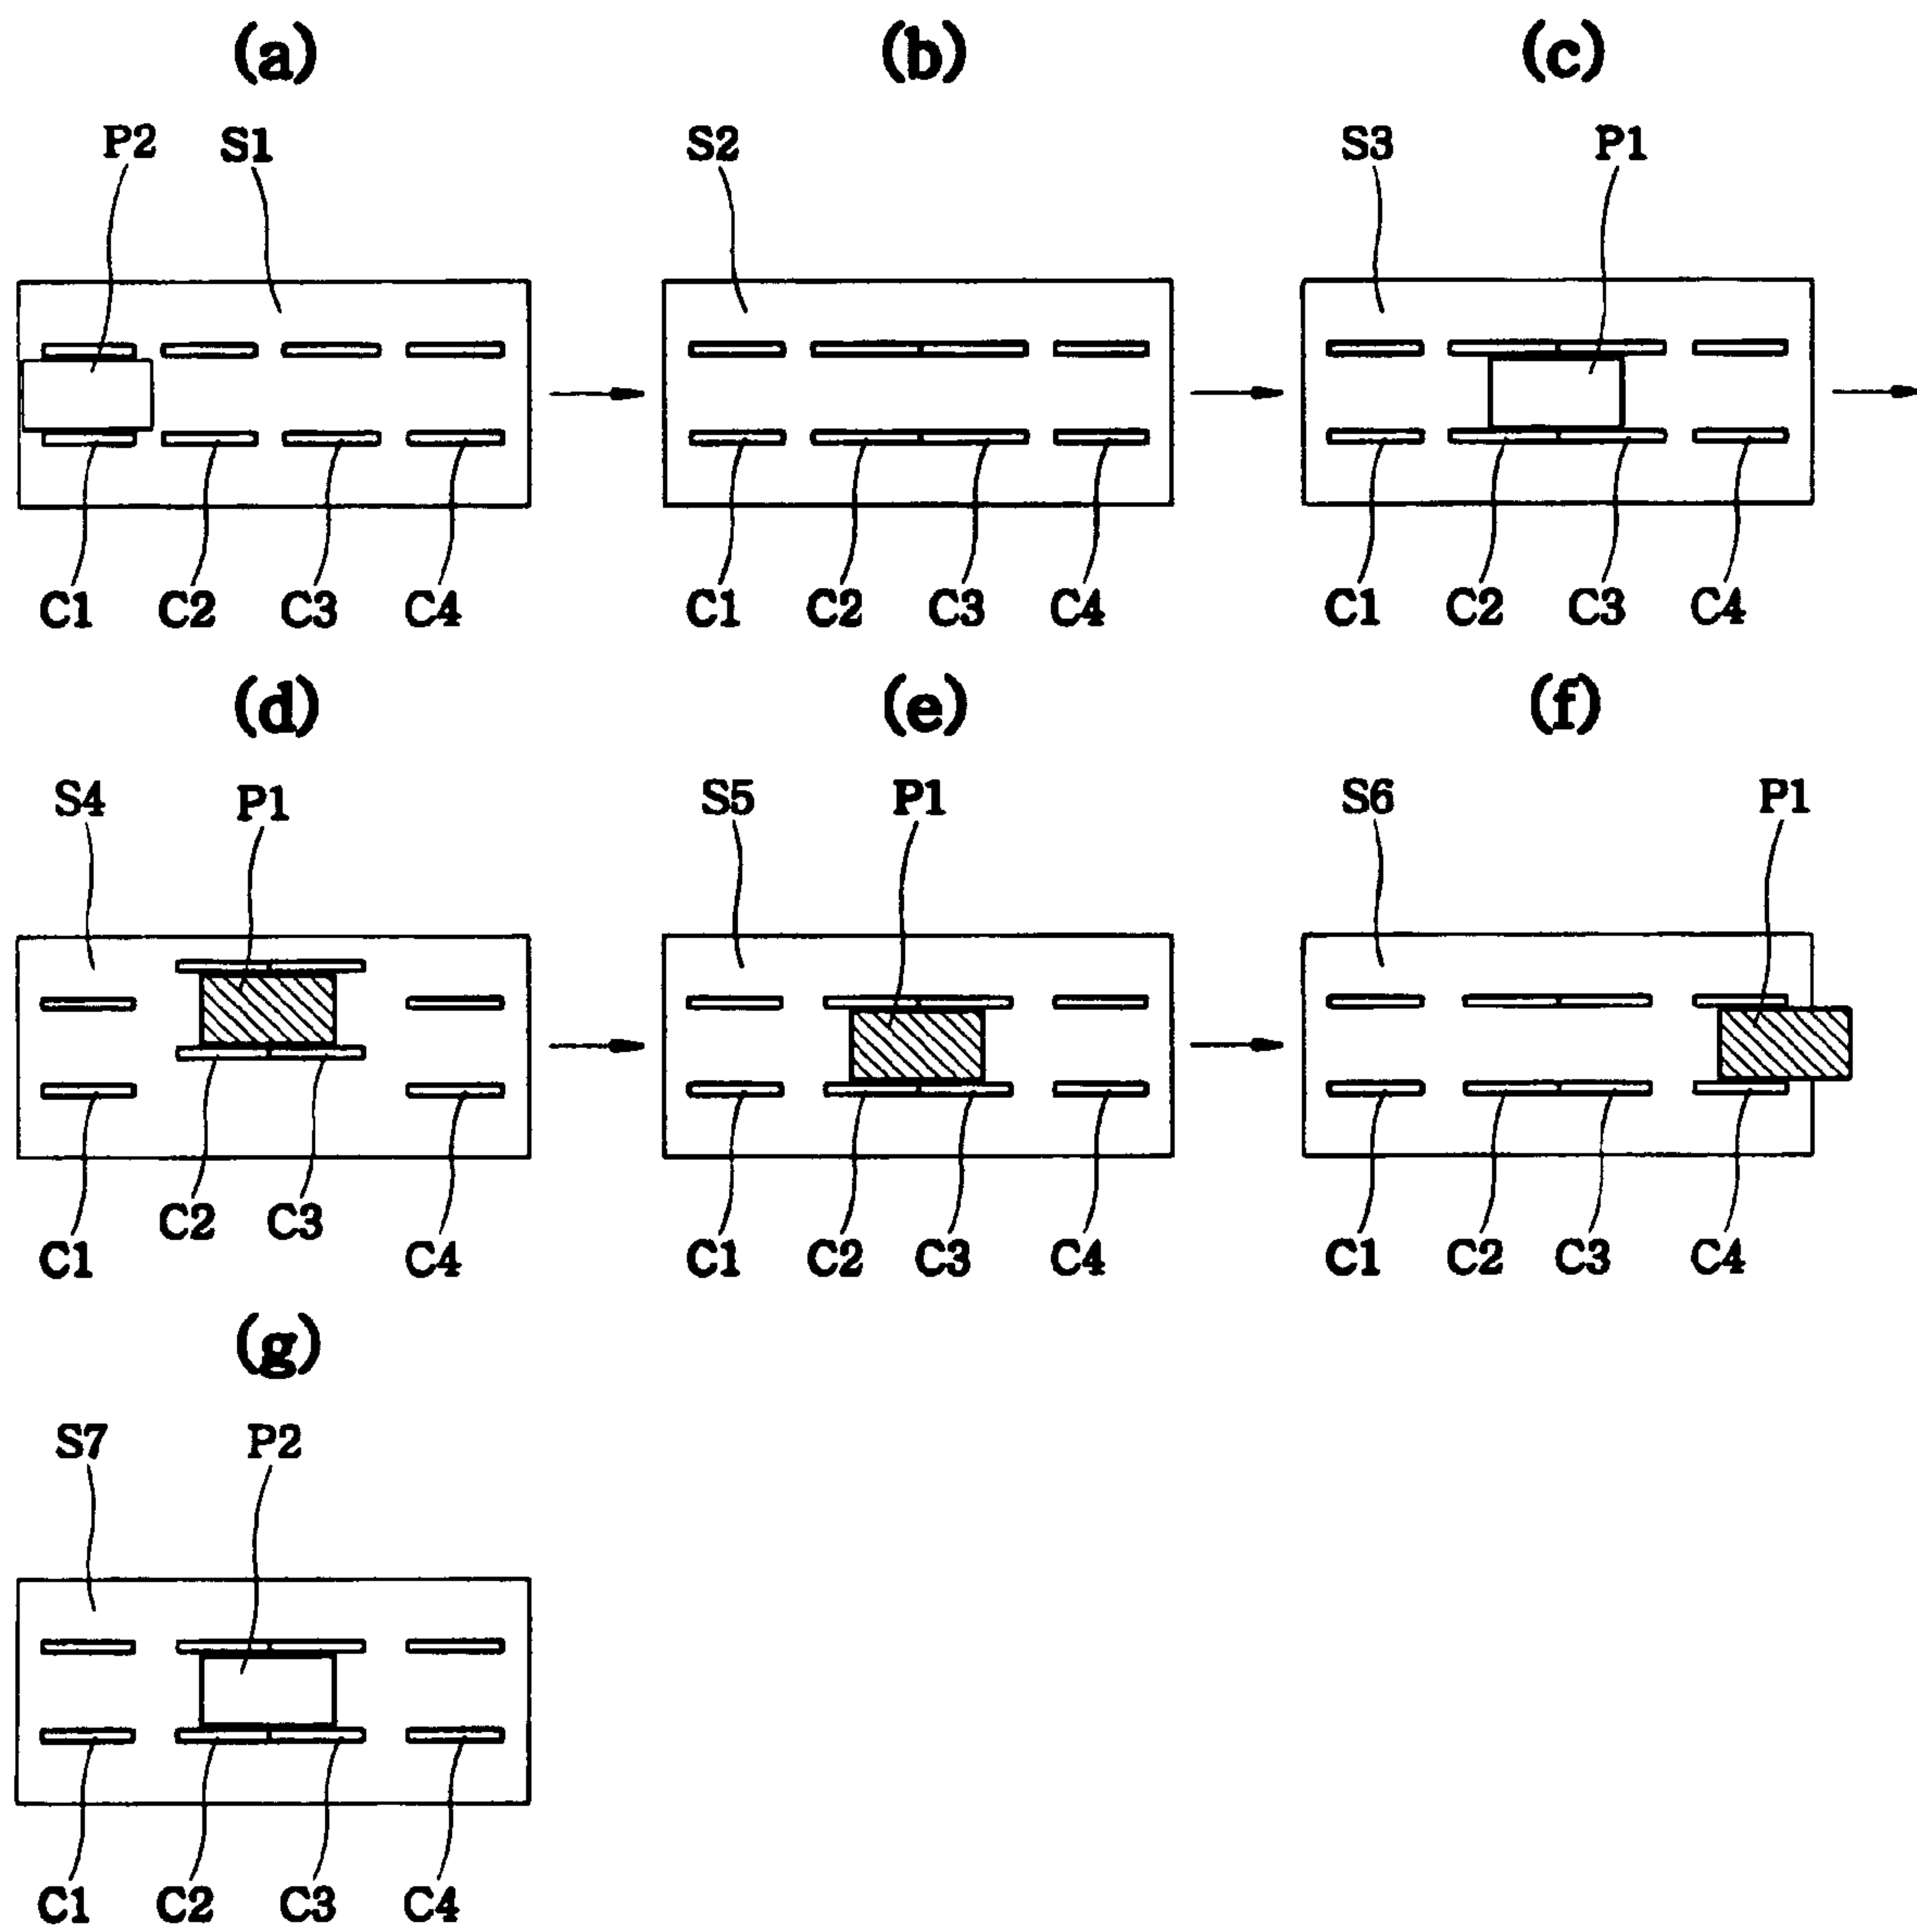 (a) (b) (c)
P2 S1 S2 S3 P1
C1 C2 C3 C4 C1 C2 C3 C4 C1 C2 C3 C4
(d) (e) (f)
S4 P1 S5 P1 S6 P1
C1 C2 C3 C4 C1 C2 C3 C4 C1 C2 C3 C4
(g)
S7 P2
C1 C2 C3 C4